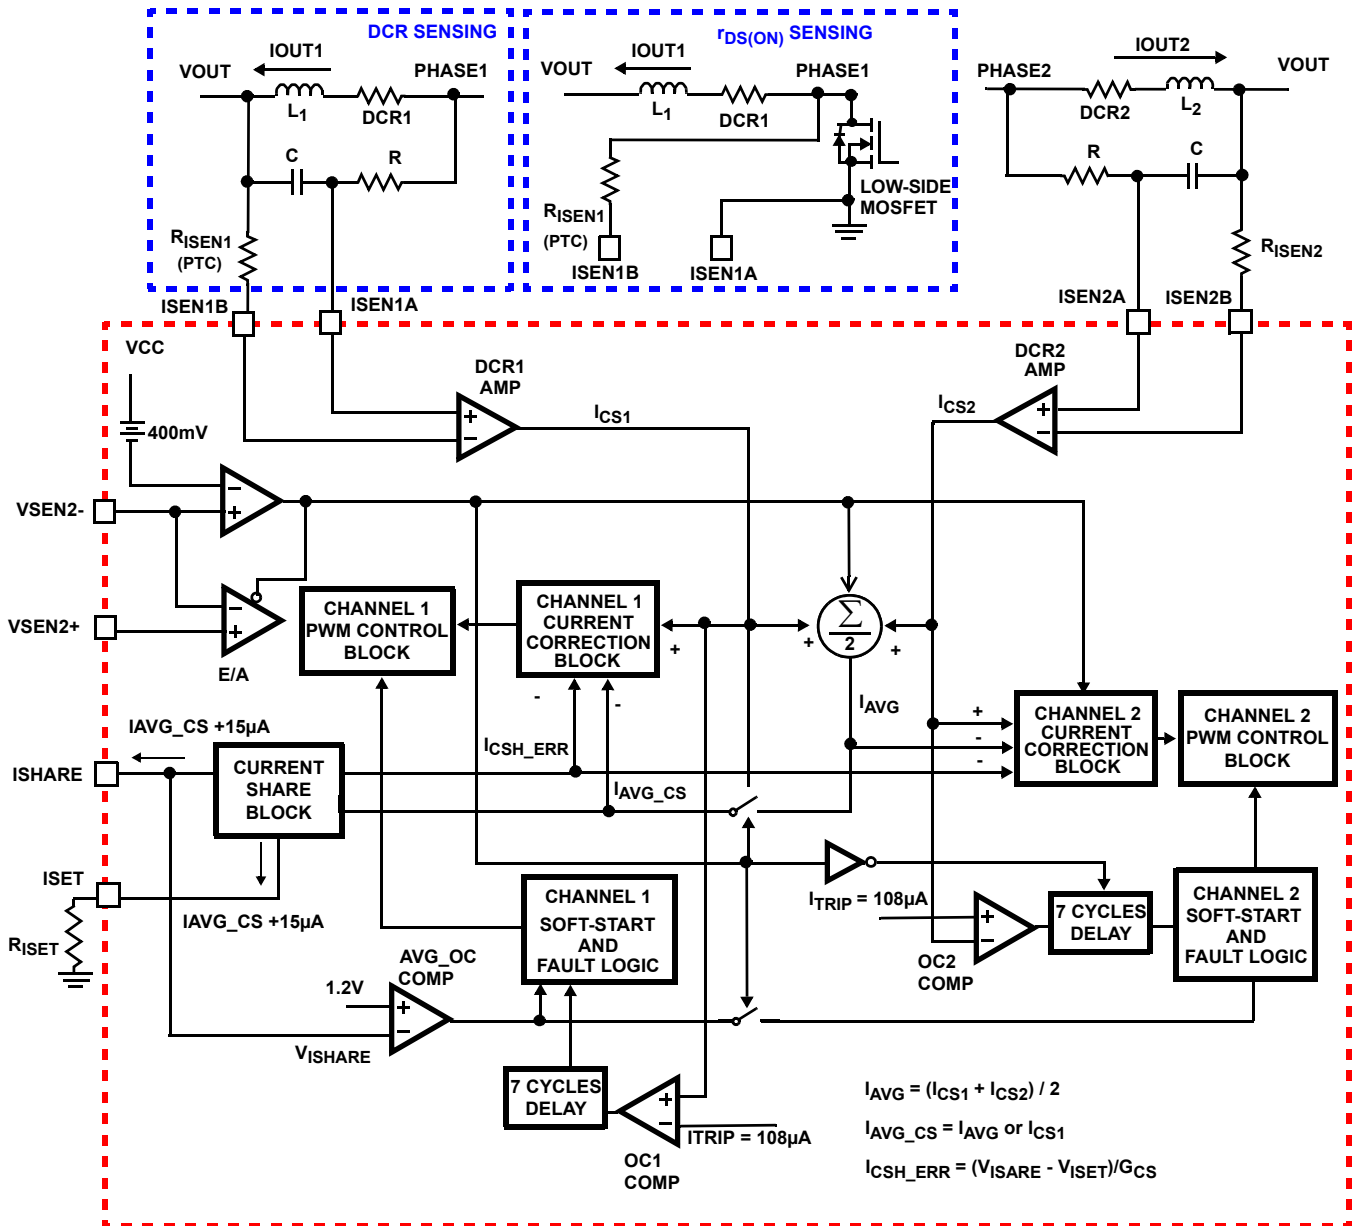 DCR SENSING
IOUT1
VOUT
PHASE1
L1
DCR1
C
R
RISEN1
(PTC)
ISEN1B
ISEN1A
rDS(ON) SENSING
IOUT1
VOUT
PHASE1
L1
DCR1
LOW-SIDE
MOSFET
RISEN1
(PTC)
ISEN1B
ISEN1A
IOUT2
PHASE2
VOUT
DCR2
L2
R
C
RISEN2
ISEN2A
ISEN2B
VCC
400mV
DCR1
AMP
+
−
ICS1
DCR2
AMP
+
−
ICS2
VSEN2-
−
+
VSEN2+
−
+
E/A
CHANNEL 1
PWM CONTROL
BLOCK
CHANNEL 1
CURRENT
CORRECTION
BLOCK
+
-
-
Σ
2
+
+
IAVG
ICSH_ERR
IAVG_CS
CHANNEL 2
CURRENT
CORRECTION
BLOCK
+
-
-
CHANNEL 2
PWM CONTROL
BLOCK
IAVG_CS +15µA
ISHARE
CURRENT
SHARE
BLOCK
ISET
IAVG_CS +15µA
RISET
CHANNEL 1
SOFT-START
AND
FAULT LOGIC
AVG_OC
COMP
1.2V
+
−
VISHARE
ITRIP = 108µA
+
−
OC2
COMP
7 CYCLES
DELAY
CHANNEL 2
SOFT-START
AND
FAULT LOGIC
7 CYCLES
DELAY
+
−
ITRIP = 108µA
OC1
COMP
IAVG = (ICS1 + ICS2) / 2
IAVG_CS = IAVG or ICS1
ICSH_ERR = (VISARE - VISET)/GCS